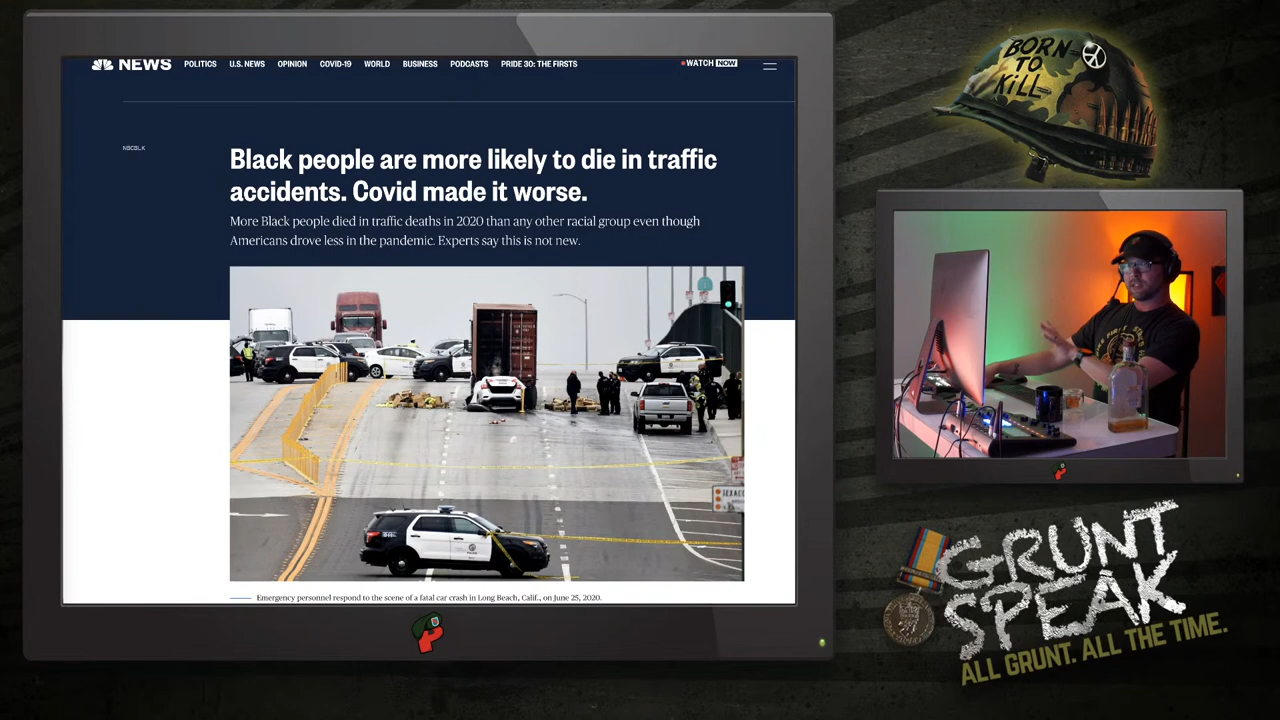 NEWS POLITICS U.S. NEWS OPINION COVID-19 WORLD BUSINESS PODCASTS PRIDE 30: THE FIRSTS WATCH NOW
NBCBLK
Black people are more likely to die in traffic
accidents. Covid made it worse.
More Black people died in traffic deaths in 2020 than any other racial group even though
Americans drove less in the pandemic. Experts say this is not new.
TEXACO
Emergency personnel respond to the scene of a fatal car crash in Long Beach, Calif., on June 25, 2020.
BORN
TO
KiLL
GRUNT
SPEAK
ALL GRUNT. ALL THE TIME.